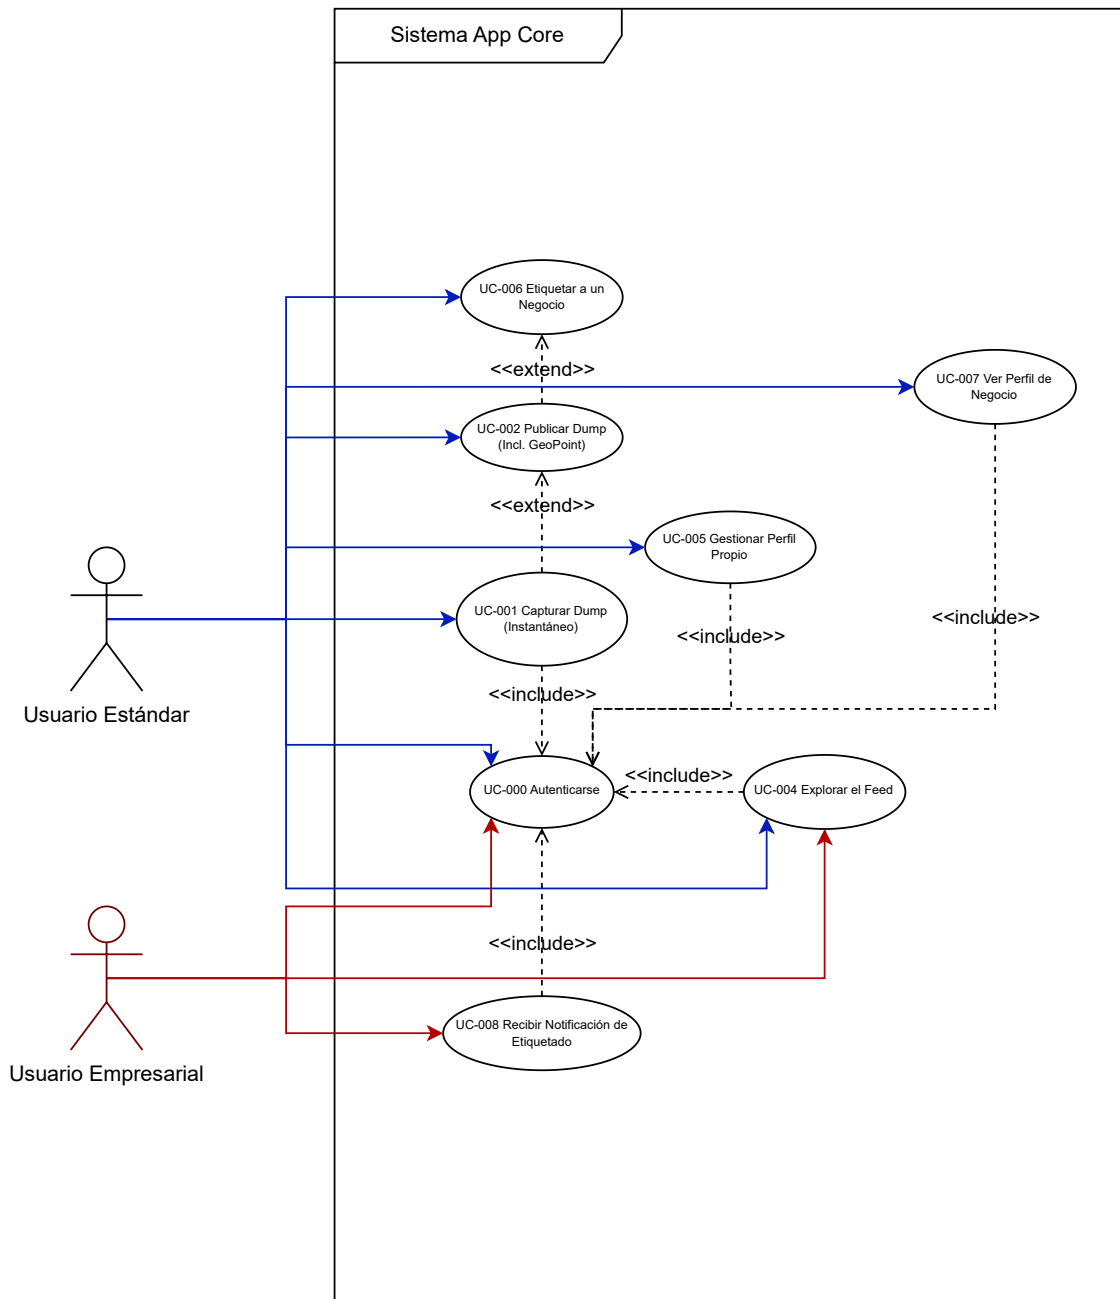 Sistema App Core
UC-006 Etiquetar a un
Negocio
<<extend>>
UC-007 Ver Perfil de
Negocio
UC-002 Publicar Dump
(Incl. GeoPoint)
<<extend>>
UC-005 Gestionar Perfil
Propio
UC-001 Capturar Dump
(Instantáneo)
<<include>>
<<include>>
<<include>>
Usuario Estándar
<<include>>
UC-000 Autenticarse
UC-004 Explorar el Feed
<<include>>
UC-008 Recibir Notificación de
Etiquetado
Usuario Empresarial